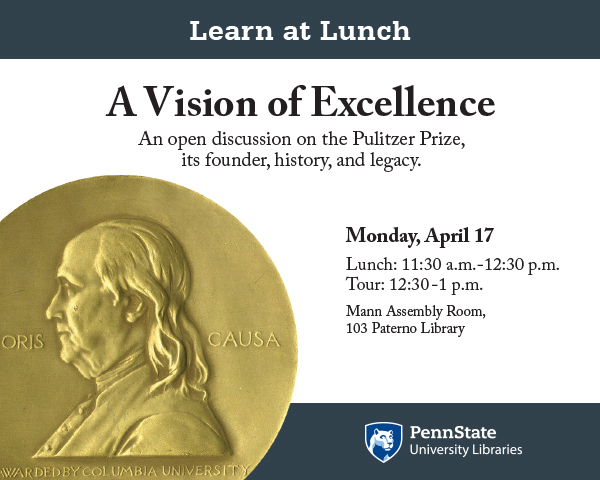 Learn at Lunch
A Vision of Excellence
An open discussion on the Pulitzer Prize,
its founder, history, and legacy.
Monday, April 17
Lunch: 11:30 a.m.-12:30 p.m.
Tour: 12:30-1 p.m.
Mann Assembly Room,
103 Paterno Library
ORIS CAUSA
AWARDED BY COLUMBIA UNIVERSITY
PennState
University Libraries